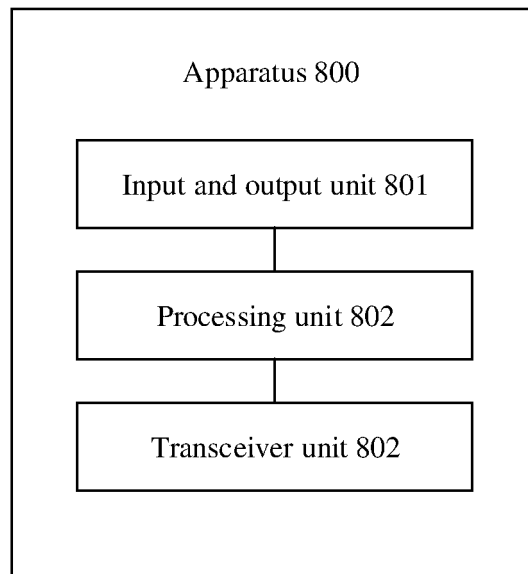 Apparatus 800
Input and output unit 801
Processing unit 802
Transceiver unit 802